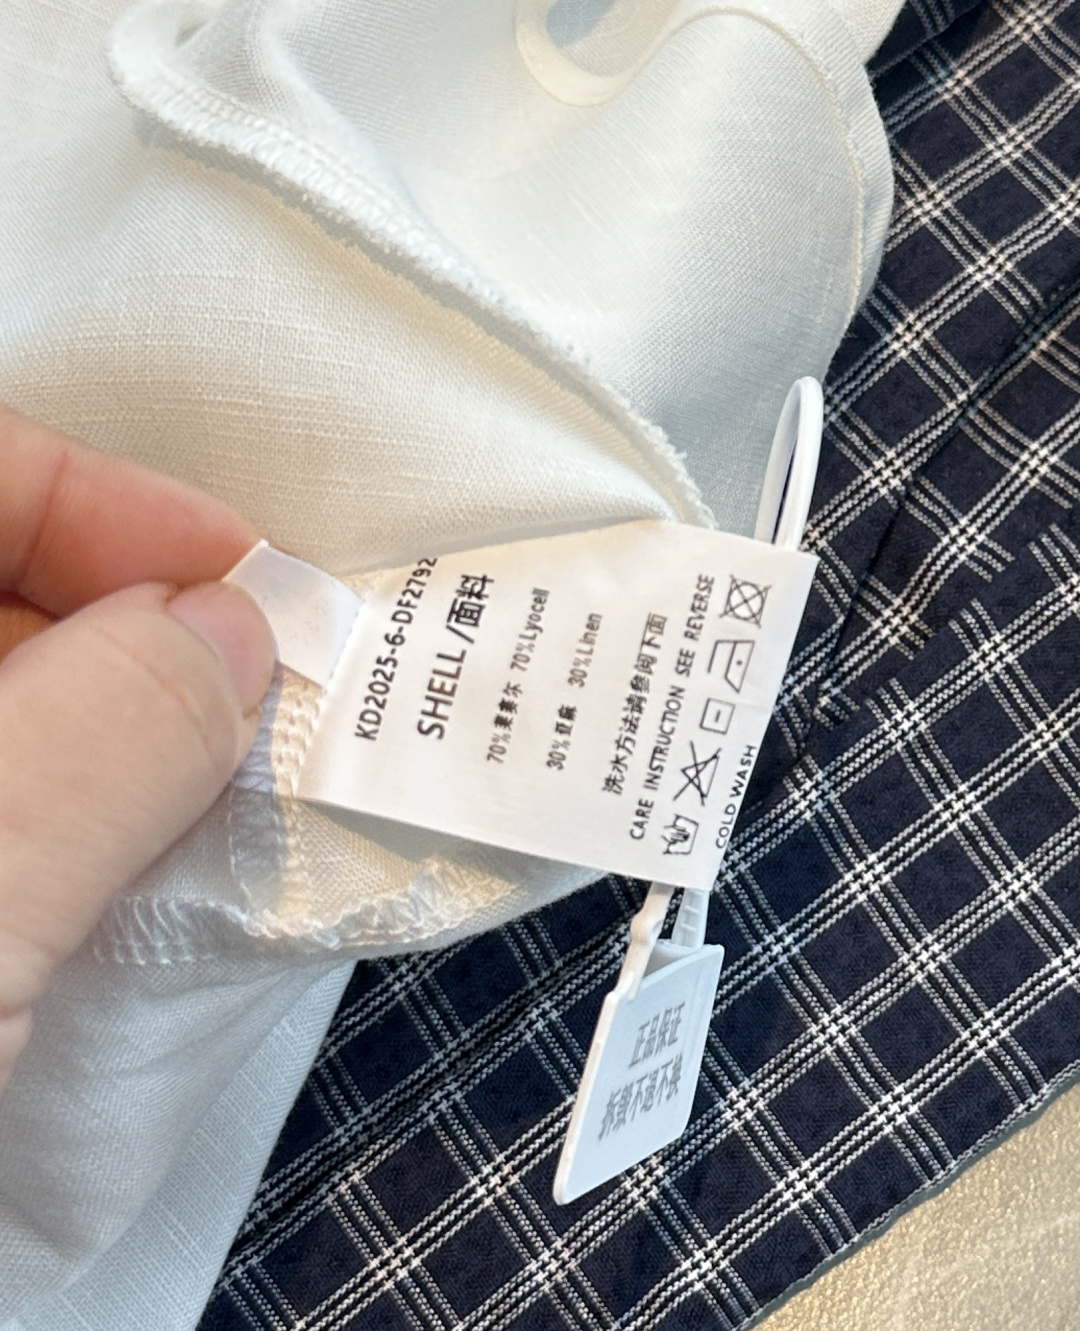 KD2025-6-DF2792
SHELL/面料
70%莱赛尔 70%Lyocell
30%亚麻 30%Linen
洗水方法请参阅下面
CARE INSTRUCTION SEE REVERSE
COLD WASH
正品保证
拆毁不退不换